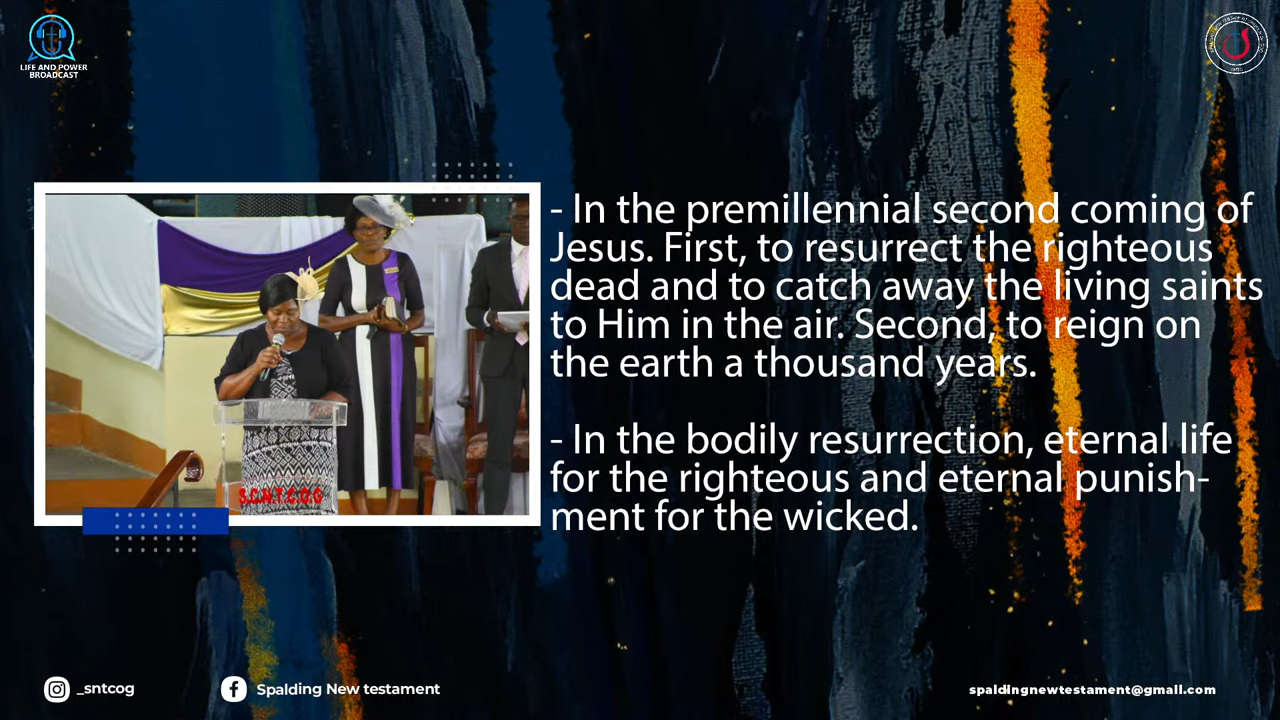 LIFE AND POWER
BROADCAST
- In the premillennial second coming of
Jesus. First, to resurrect the righteous
dead and to catch away the living saints
to Him in the air. Second, to reign on
the earth a thousand years.
- In the bodily resurrection, eternal life
for the righteous and eternal punish-
ment for the wicked.
S.C.N.T.C.O.G
_sntcog
Spalding New testament
spaldingnewtestament@gmail.com